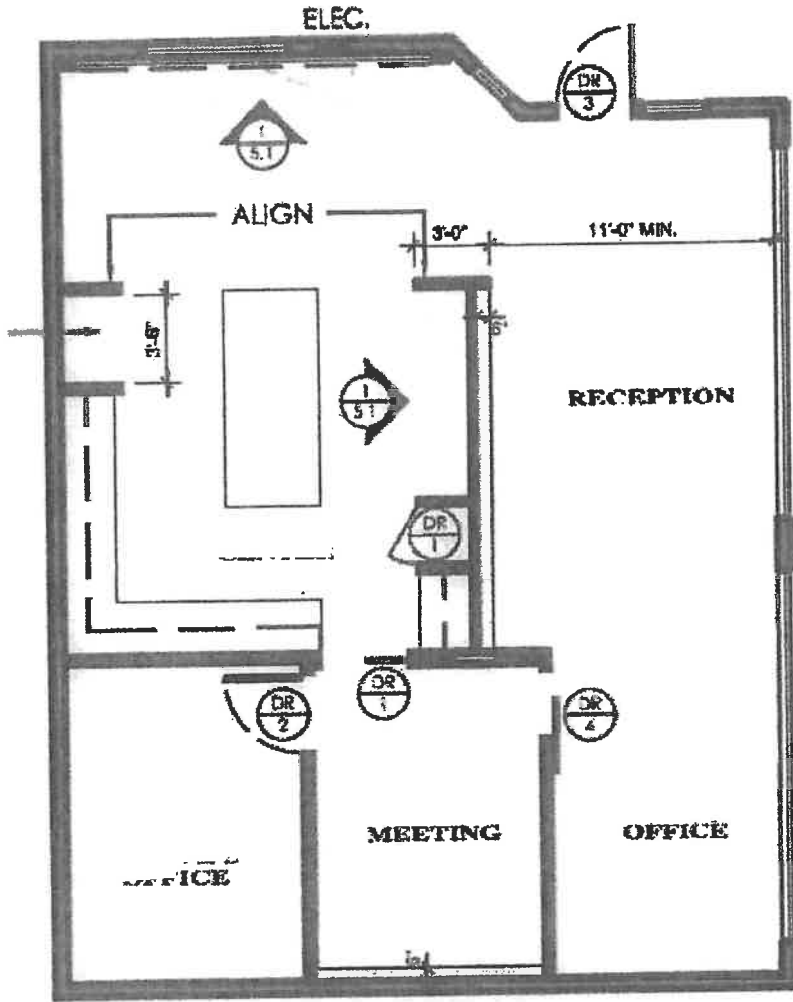 ELEC.
DR
3
1
5.1
ALIGN
3'-0"
11'-0" MIN.
6"
1
5.1
RECEPTION
DR
1
DR
1
DR
2
DR
4
MEETING
OFFICE